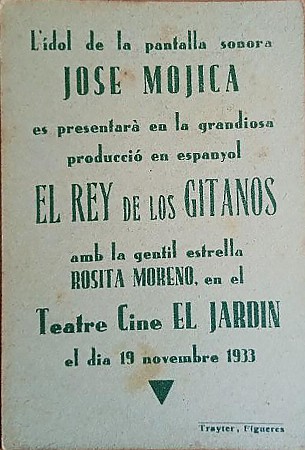 L'ídol de la pantalla sonora
JOSE MOJICA
es presentarà en la grandiosa
producció en espanyol
EL REY DE LOS GITANOS
amb la gentil estrella
ROSITA MORENO, en el
Teatre Cine EL JARDIN
el dia 19 novembre 1933
Trayter, Figueres